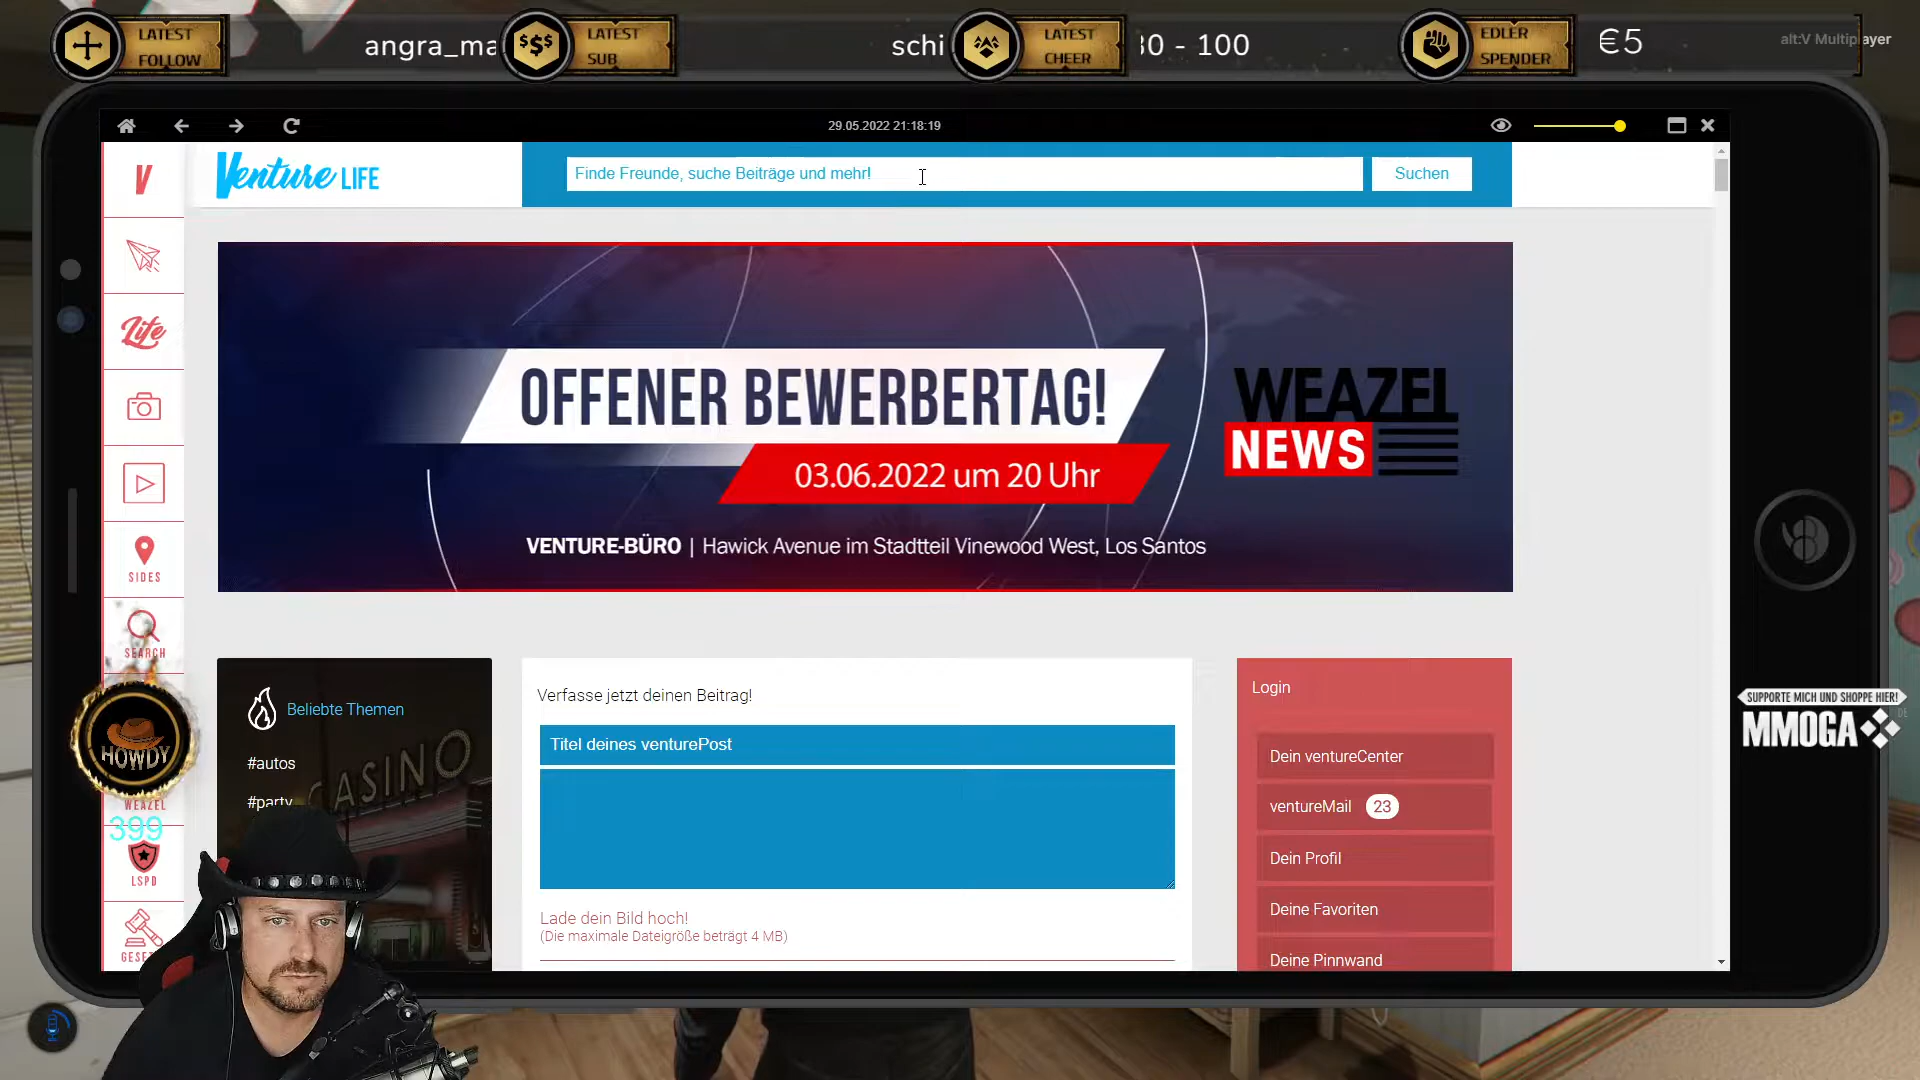 LATEST FOLLOW
angra_ma
$$$
LATEST SUB
schi
LATEST CHEER
30 - 100
EDLER SPENDER
€5
alt:V Multiplayer
29.05.2022 21:18:19
V
Venture LIFE
Finde Freunde, suche Beiträge und mehr!
Suchen
Life
SIDES
SEARCH
WEAZEL
LSPD
OFFENER BEWERBERTAG!
03.06.2022 um 20 Uhr
VENTURE-BÜRO | Hawick Avenue im Stadtteil Vinewood West, Los Santos
WEAZEL
NEWS
Beliebte Themen
#autos
#party
CASINO
Verfasse jetzt deinen Beitrag!
Titel deines venturePost
Lade dein Bild hoch!
(Die maximale Dateigröße beträgt 4 MB)
Login
Dein ventureCenter
ventureMail 23
Dein Profil
Deine Favoriten
Deine Pinnwand
HOWDY
399
SUPPORTE MICH UND SHOPPE HIER!
MMOGA
DE